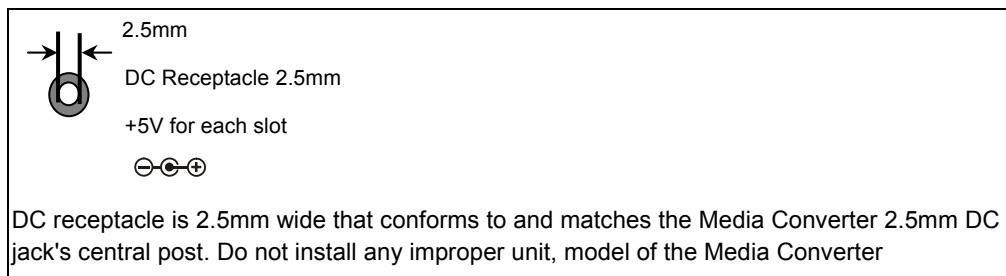 2.5mm
DC Receptacle 2.5mm
+5V for each slot
DC receptacle is 2.5mm wide that conforms to and matches the Media Converter 2.5mm DC
jack's central post. Do not install any improper unit, model of the Media Converter